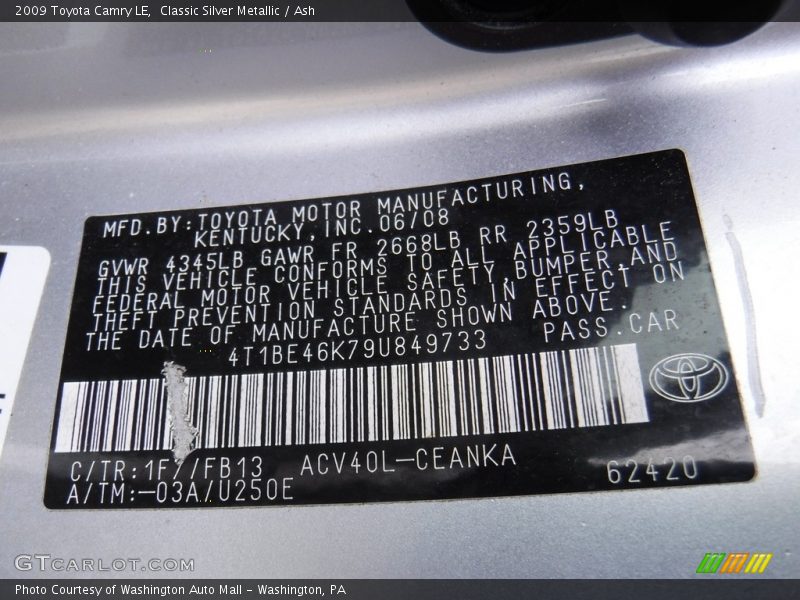 2009 Toyota Camry LE, Classic Silver Metallic / Ash
MFD.BY:TOYOTA MOTOR MANUFACTURING,
KENTUCKY, INC. 06/08
GVWR 4345LB GAWR FR 2668LB RR 2359LB
THIS VEHICLE CONFORMS TO ALL APPLICABLE
FEDERAL MOTOR VEHICLE SAFETY, BUMPER, AND
THEFT PREVENTION STANDARDS IN EFFECT ON
THE DATE OF MANUFACTURE SHOWN ABOVE.
4T1BE46K79U849733 PASS.CAR
C/TR:1F7/FB13 ACV40L-CEANKA
A/TM:-03A/U250E 62420
GTCARLOT.COM
Photo Courtesy of Washington Auto Mall - Washington, PA